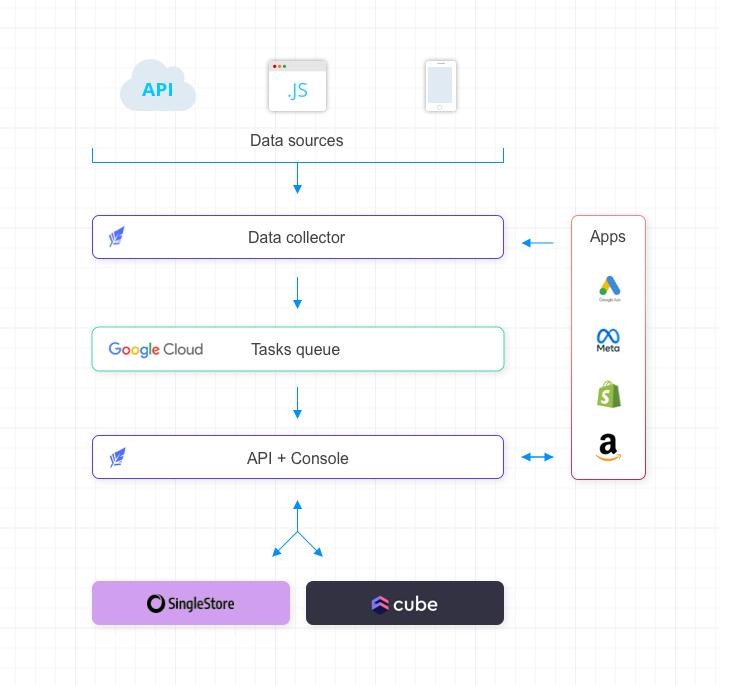 API
.JS
Data sources
Data collector
Apps
Google Ads
Google Cloud
Tasks queue
Meta
API + Console
a
SingleStore
cube